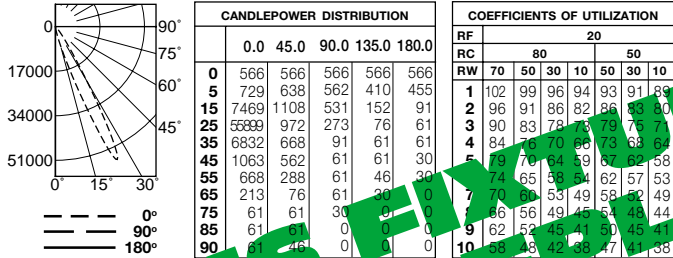 0
17000
34000
51000
90°
75°
60°
45°
0° 15° 30°
0°
90°
180°
CANDLEPOWER DISTRIBUTION
0.0 45.0 90.0 135.0 180.0
0 566 566 566 566 566
5 729 638 562 410 455
15 7469 1108 531 152 91
25 55899 972 273 76 61
35 6832 668 91 61 61
45 1063 562 61 61 30
55 668 288 61 46 30
65 213 76 61 30 0
75 61 61 30 0 0
85 61 61 0 0 0
90 61 46 0 0 0
COEFFICIENTS OF UTILIZATION
RF 20
RC 80 50
RW 70 50 30 10 50 30 10
1 102 99 96 94 93 91 89
2 96 91 86 82 86 83 80
3 90 83 78 73 79 75 71
4 84 76 70 66 73 68 64
5 79 70 64 59 67 62 58
74 65 58 54 62 57 53
7 70 60 53 49 58 52 49
8 66 56 49 45 54 48 44
9 62 52 45 41 50 45 41
10 58 48 42 38 47 41 38
S FIXTU